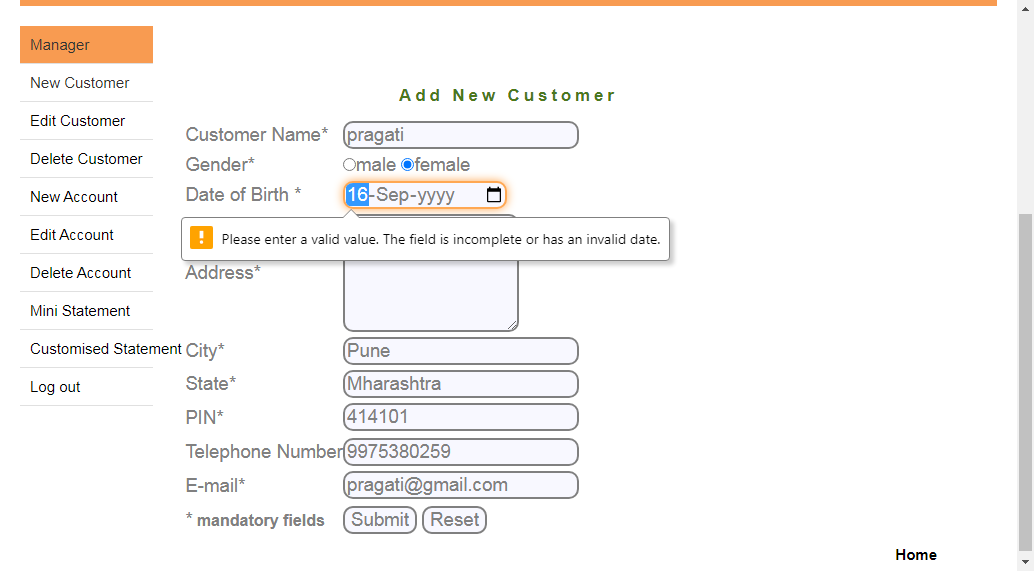 Manager
New Customer
Edit Customer
Delete Customer
New Account
Edit Account
Delete Account
Mini Statement
Customised Statement
Log out
Add New Customer
Customer Name* pragati
Gender* male female
Date of Birth * 16-Sep-yyyy
! Please enter a valid value. The field is incomplete or has an invalid date.
Address*
City* Pune
State* Mharashtra
PIN* 414101
Telephone Number 9975380259
E-mail* pragati@gmail.com
* mandatory fields Submit Reset
Home